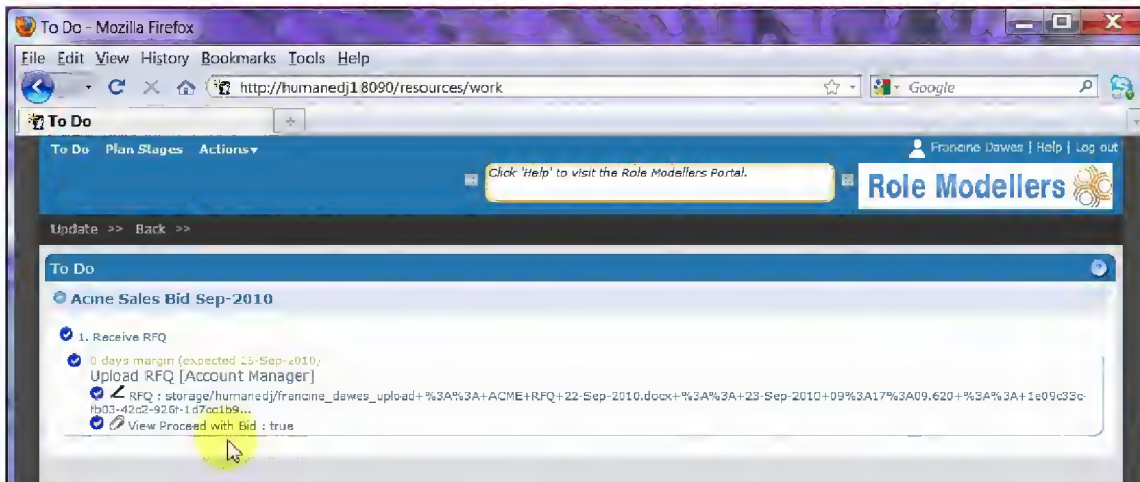 To Do - Mozilla Firefox
File Edit View History Bookmarks Tools Help
http://humanedj1:8090/resources/work
Google
To Do
To Do Plan Stages Actions
Francine Dawes | Help | Log out
Click 'Help' to visit the Role Modellers Portal.
Role Modellers
Update >> Back >>
To Do
Acme Sales Bid Sep-2010
1. Receive RFQ
0 days margin (expected 23-Sep-2010)
Upload RFQ [Account Manager]
RFQ : storage/humanedj/francine_dawes_upload+%3A%3A+ACME+RFQ+22-Sep-2010.docx+%3A%3A+23-Sep-2010+09%3A17%3A09.620+%3A%3A+1e09c33c-
fb03-42c2-926f-1d7cc1b9...
View Proceed with Bid : true